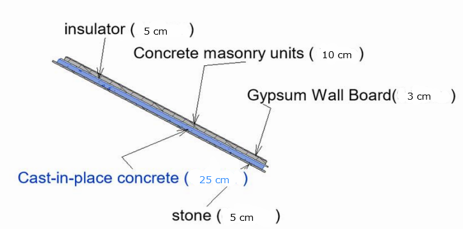 insulator ( 5 cm )
Concrete masonry units ( 10 cm )
Gypsum Wall Board( 3 cm )
Cast-in-place concrete ( 25 cm )
stone ( 5 cm )